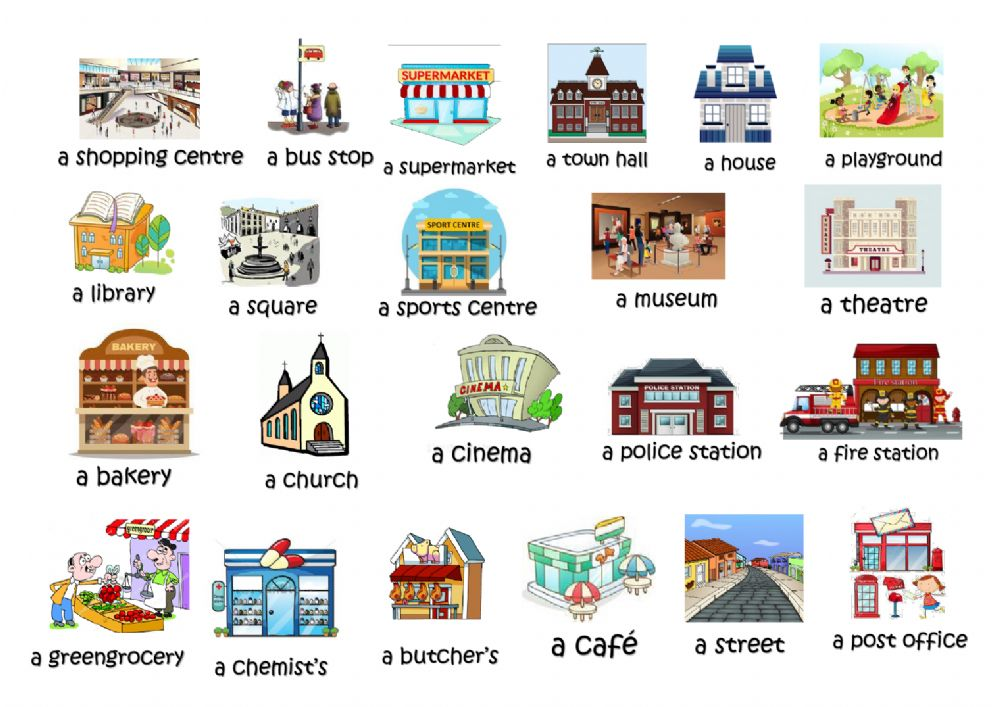 SUPERMARKET
a shopping centre
a bus stop
a supermarket
a town hall
a house
a playground
SPORT CENTRE
THEATRE
THEATRE
a library
a square
a sports centre
a museum
a theatre
BAKERY
CINEMA
POLICE STATION
Fire station
a bakery
a church
a cinema
a police station
a fire station
greengrocery
a greengrocery
a chemist's
a butcher's
a café
a street
a post office